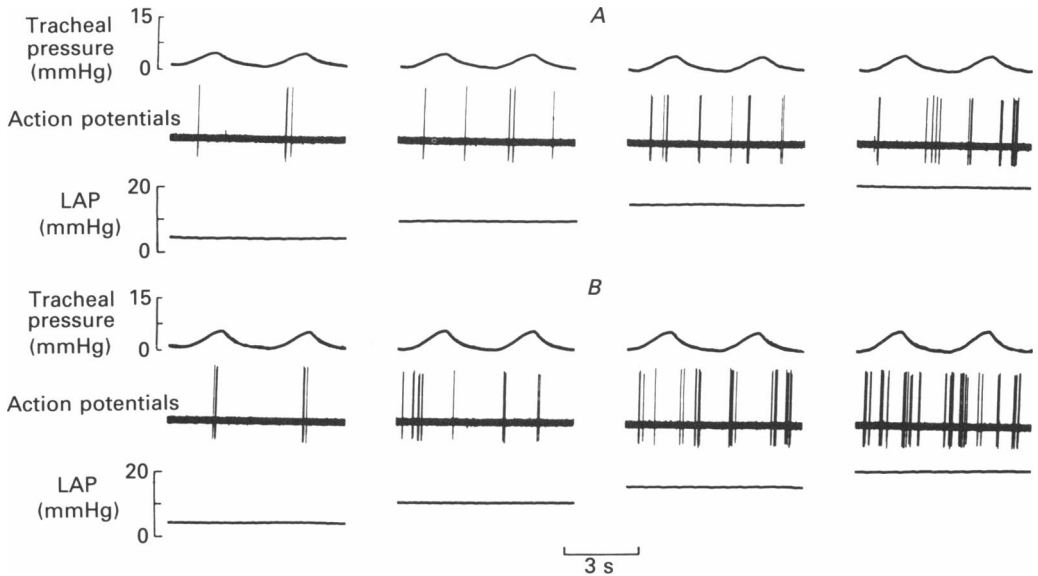 A
Tracheal
pressure
(mmHg)
15
0
Action potentials
LAP
(mmHg)
20
0
B
Tracheal
pressure
(mmHg)
15
0
Action potentials
LAP
(mmHg)
20
0
3 s